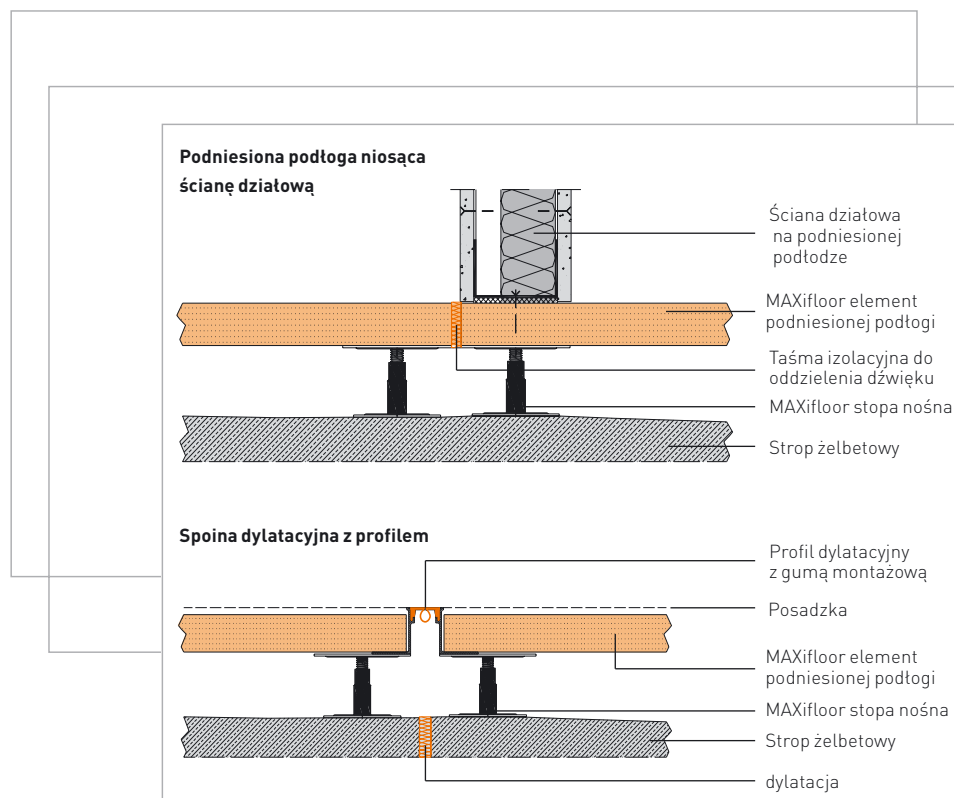 Podniesiona podłoga niosąca
ścianę działową
Ściana działowa
na podniesionej
podłodze
MAXifloor element
podniesionej podłogi
Taśma izolacyjna do
oddzielenia dźwięku
MAXifloor stopa nośna
Strop żelbetowy
Spoina dylatacyjna z profilem
Profil dylatacyjny
z gumą montażową
Posadzka
MAXifloor element
podniesionej podłogi
MAXifloor stopa nośna
Strop żelbetowy
dylatacja